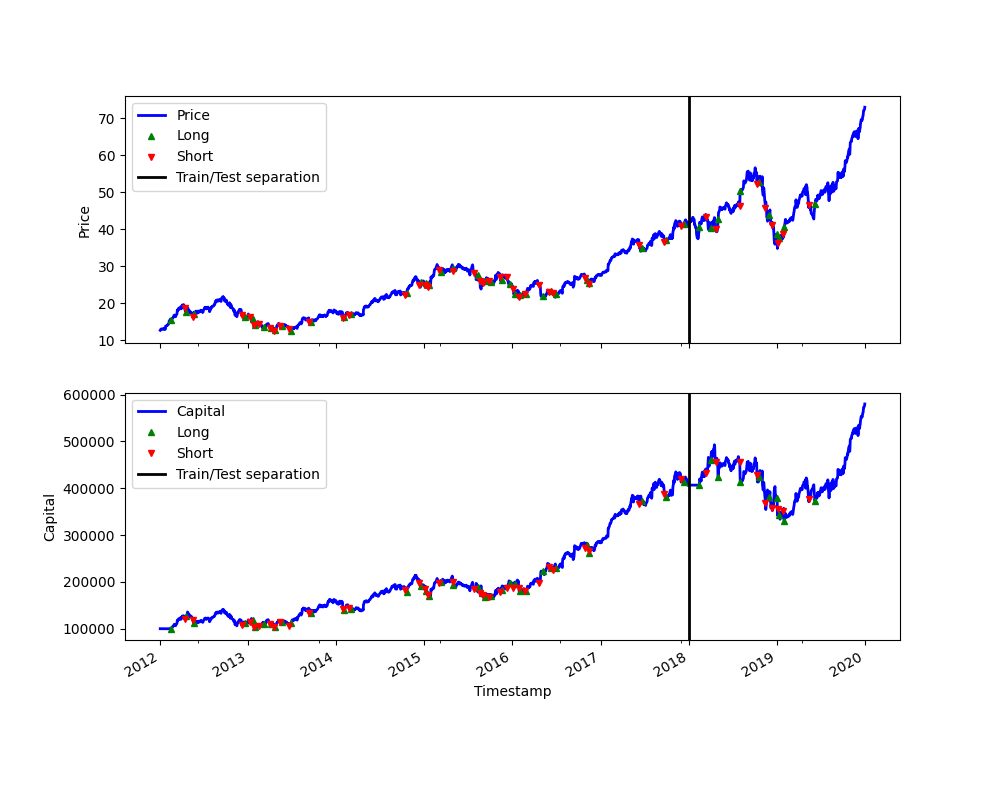 Price
Long
Short
Train/Test separation
70
60
50
40
30
20
10
Price
Capital
Long
Short
Train/Test separation
600000
500000
400000
300000
200000
100000
Capital
2012 2013 2014 2015 2016 2017 2018 2019 2020
Timestamp